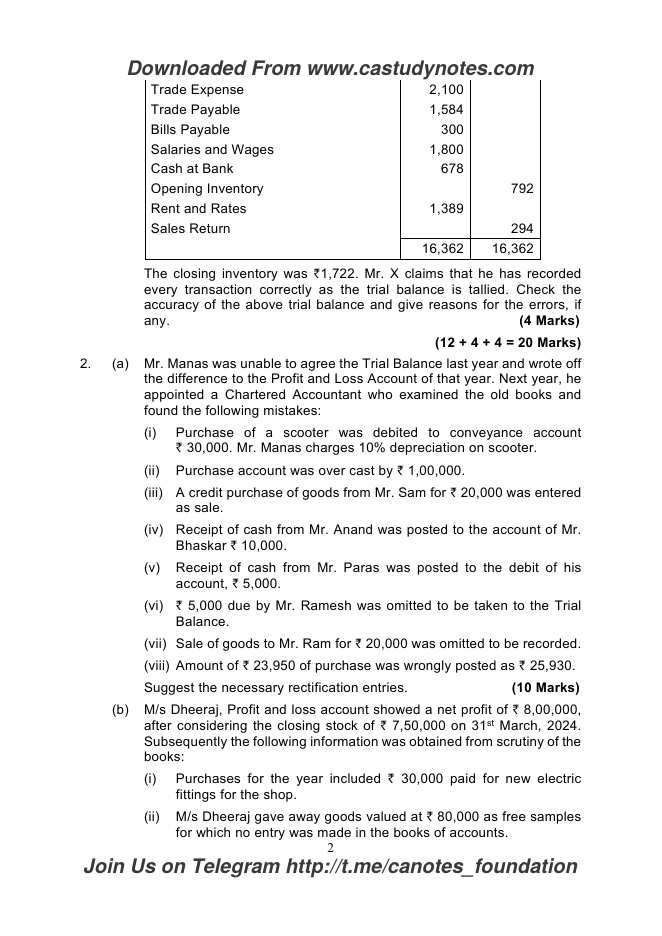 Downloaded From www.castudynotes.com
Trade Expense 2,100
Trade Payable 1,584
Bills Payable 300
Salaries and Wages 1,800
Cash at Bank 678
Opening Inventory 792
Rent and Rates 1,389
Sales Return 294
16,362 16,362
The closing inventory was ₹1,722. Mr. X claims that he has recorded
every transaction correctly as the trial balance is tallied. Check the
accuracy of the above trial balance and give reasons for the errors, if
any. (4 Marks)
(12 + 4 + 4 = 20 Marks)
2. (a) Mr. Manas was unable to agree the Trial Balance last year and wrote off
the difference to the Profit and Loss Account of that year. Next year, he
appointed a Chartered Accountant who examined the old books and
found the following mistakes:
(i) Purchase of a scooter was debited to conveyance account
₹ 30,000. Mr. Manas charges 10% depreciation on scooter.
(ii) Purchase account was over cast by ₹ 1,00,000.
(iii) A credit purchase of goods from Mr. Sam for ₹ 20,000 was entered
as sale.
(iv) Receipt of cash from Mr. Anand was posted to the account of Mr.
Bhaskar ₹ 10,000.
(v) Receipt of cash from Mr. Paras was posted to the debit of his
account, ₹ 5,000.
(vi) ₹ 5,000 due by Mr. Ramesh was omitted to be taken to the Trial
Balance.
(vii) Sale of goods to Mr. Ram for ₹ 20,000 was omitted to be recorded.
(viii) Amount of ₹ 23,950 of purchase was wrongly posted as ₹ 25,930.
Suggest the necessary rectification entries. (10 Marks)
(b) M/s Dheeraj, Profit and loss account showed a net profit of ₹ 8,00,000,
after considering the closing stock of ₹ 7,50,000 on 31st March, 2024.
Subsequently the following information was obtained from scrutiny of the
books:
(i) Purchases for the year included ₹ 30,000 paid for new electric
fittings for the shop.
(ii) M/s Dheeraj gave away goods valued at ₹ 80,000 as free samples
for which no entry was made in the books of accounts.
2
Join Us on Telegram http://t.me/canotes_foundation